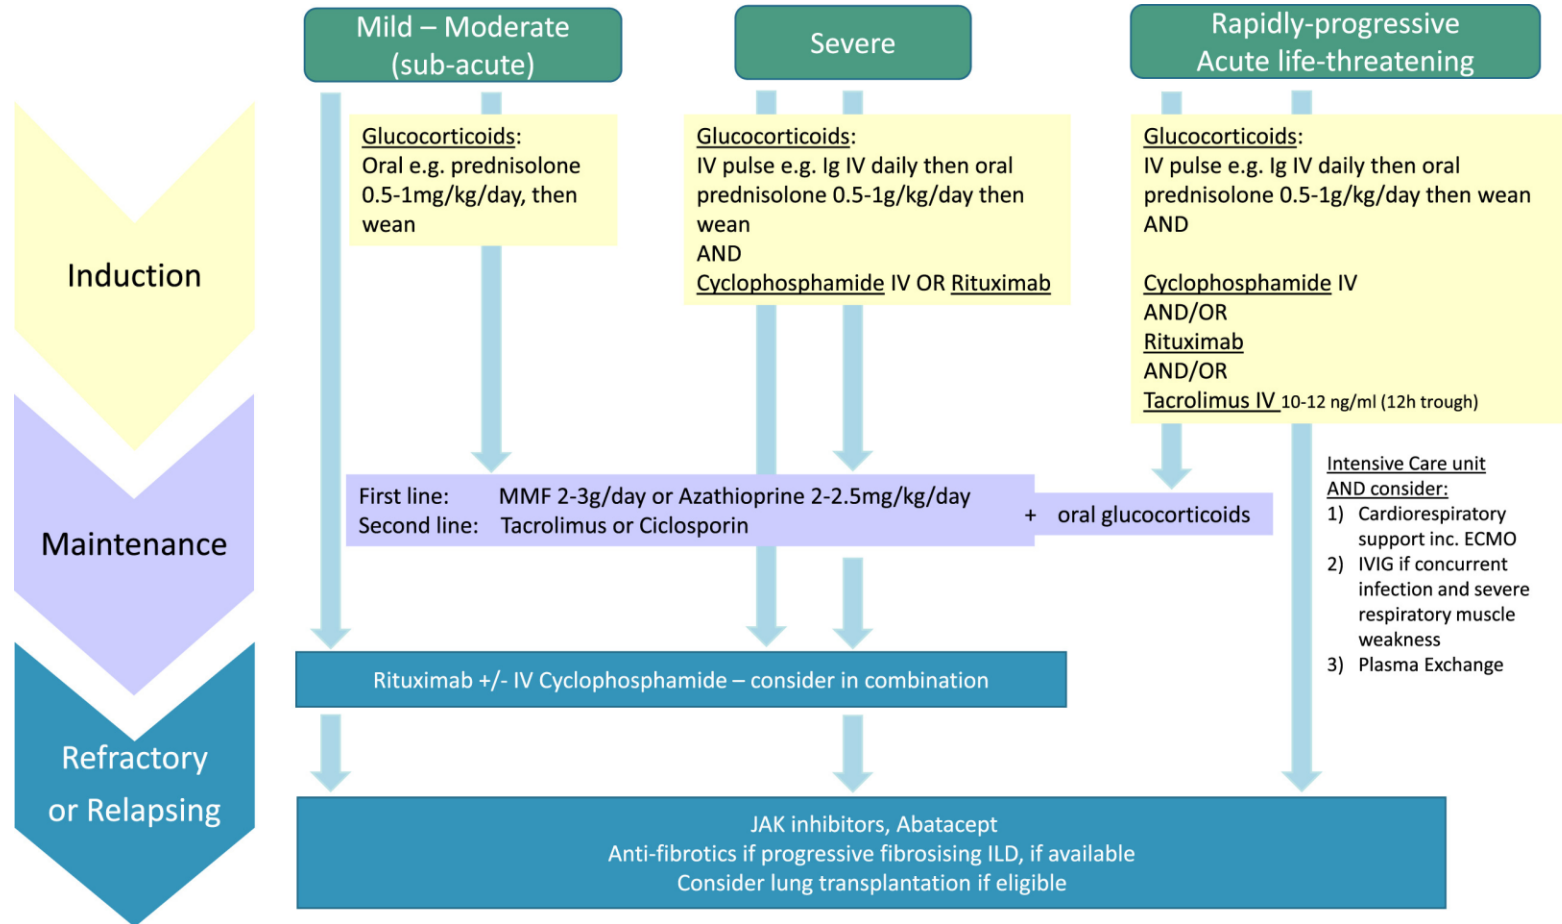 Mild – Moderate
(sub-acute)
Severe
Rapidly-progressive
Acute life-threatening
Induction
Glucocorticoids:
Oral e.g. prednisolone
0.5-1mg/kg/day, then
wean
Glucocorticoids:
IV pulse e.g. Ig IV daily then oral
prednisolone 0.5-1g/kg/day then
wean
AND
Cyclophosphamide IV OR Rituximab
Glucocorticoids:
IV pulse e.g. Ig IV daily then oral
prednisolone 0.5-1g/kg/day then wean
AND
Cyclophosphamide IV
AND/OR
Rituximab
AND/OR
Tacrolimus IV 10-12 ng/ml (12h trough)
Maintenance
First line: MMF 2-3g/day or Azathioprine 2-2.5mg/kg/day
Second line: Tacrolimus or Ciclosporin
+ oral glucocorticoids
Intensive Care unit
AND consider:
1) Cardiorespiratory
support inc. ECMO
2) IVIG if concurrent
infection and severe
respiratory muscle
weakness
3) Plasma Exchange
Refractory
or Relapsing
Rituximab +/- IV Cyclophosphamide – consider in combination
JAK inhibitors, Abatacept
Anti-fibrotics if progressive fibrosising ILD, if available
Consider lung transplantation if eligible